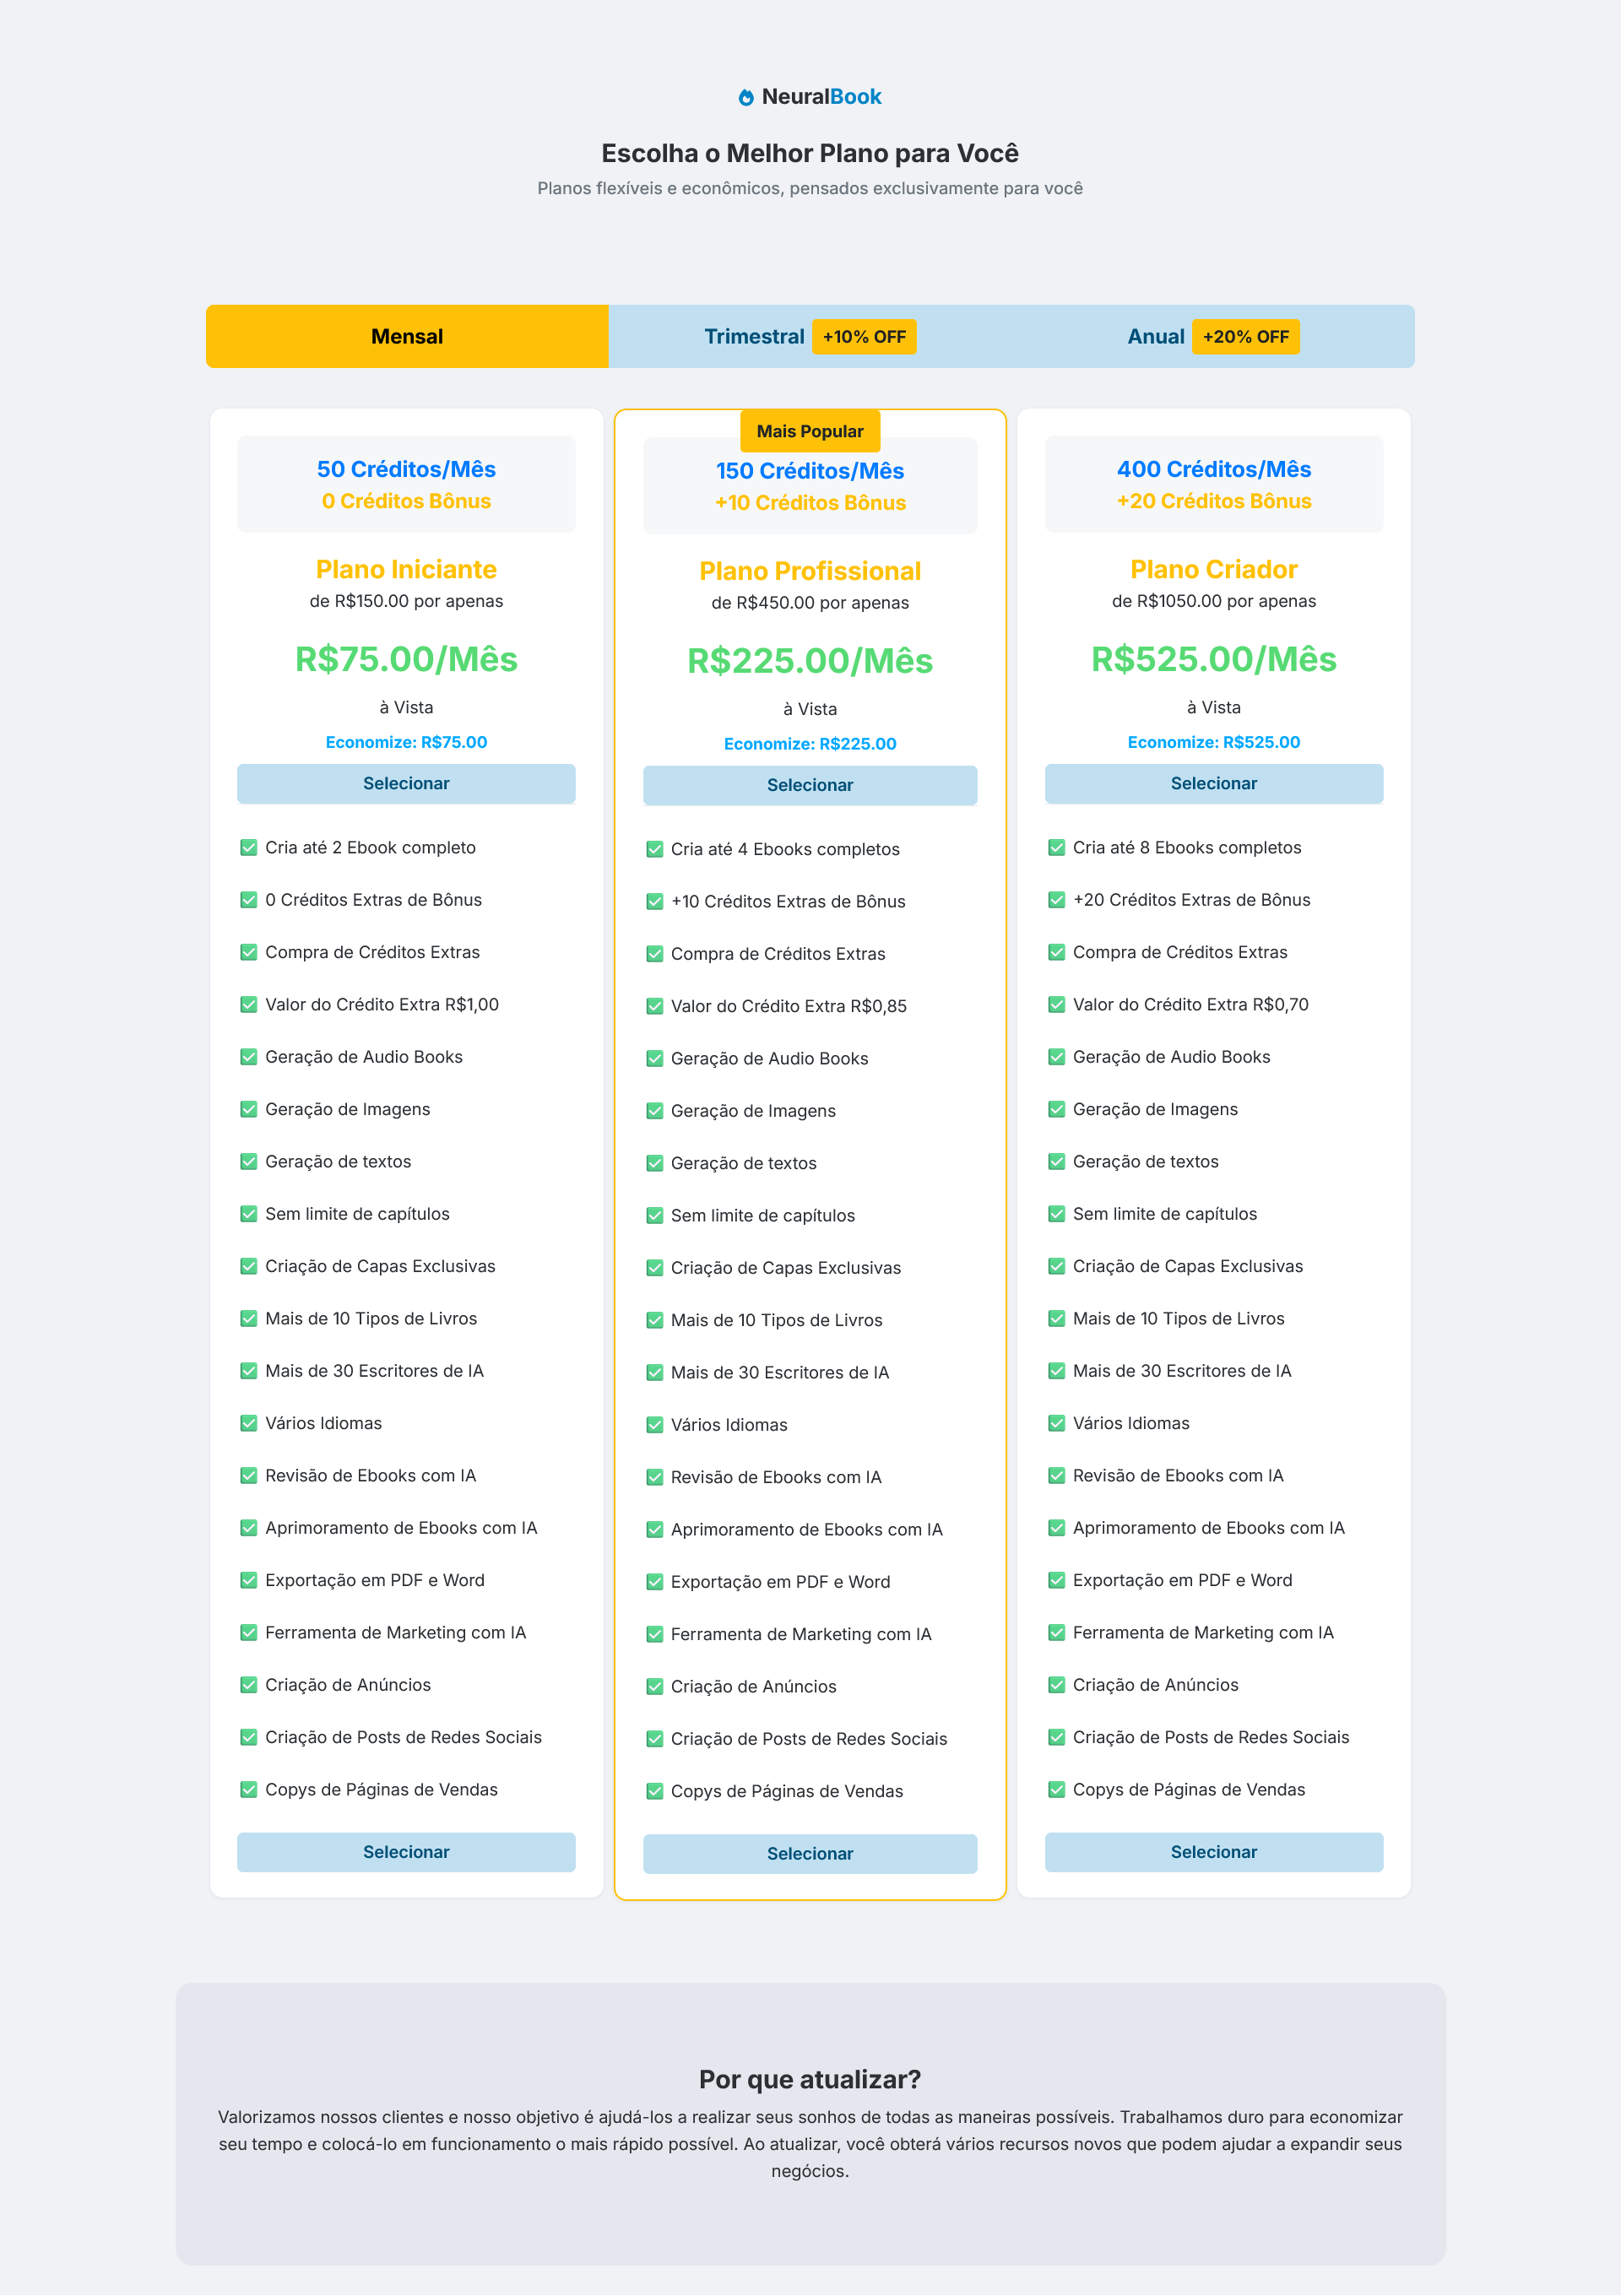 NeuralBook
Escolha o Melhor Plano para Você
Planos flexíveis e econômicos, pensados exclusivamente para você
Mensal
Trimestral +10% OFF
Anual +20% OFF
50 Créditos/Mês
0 Créditos Bônus
Plano Iniciante
de R$150.00 por apenas
R$75.00/Mês
à Vista
Economize: R$75.00
Selecionar
Cria até 2 Ebook completo
0 Créditos Extras de Bônus
Compra de Créditos Extras
Valor do Crédito Extra R$1,00
Geração de Audio Books
Geração de Imagens
Geração de textos
Sem limite de capítulos
Criação de Capas Exclusivas
Mais de 10 Tipos de Livros
Mais de 30 Escritores de IA
Vários Idiomas
Revisão de Ebooks com IA
Aprimoramento de Ebooks com IA
Exportação em PDF e Word
Ferramenta de Marketing com IA
Criação de Anúncios
Criação de Posts de Redes Sociais
Copys de Páginas de Vendas
Selecionar
Mais Popular
150 Créditos/Mês
+10 Créditos Bônus
Plano Profissional
de R$450.00 por apenas
R$225.00/Mês
à Vista
Economize: R$225.00
Selecionar
Cria até 4 Ebooks completos
+10 Créditos Extras de Bônus
Compra de Créditos Extras
Valor do Crédito Extra R$0,85
Geração de Audio Books
Geração de Imagens
Geração de textos
Sem limite de capítulos
Criação de Capas Exclusivas
Mais de 10 Tipos de Livros
Mais de 30 Escritores de IA
Vários Idiomas
Revisão de Ebooks com IA
Aprimoramento de Ebooks com IA
Exportação em PDF e Word
Ferramenta de Marketing com IA
Criação de Anúncios
Criação de Posts de Redes Sociais
Copys de Páginas de Vendas
Selecionar
400 Créditos/Mês
+20 Créditos Bônus
Plano Criador
de R$1050.00 por apenas
R$525.00/Mês
à Vista
Economize: R$525.00
Selecionar
Cria até 8 Ebooks completos
+20 Créditos Extras de Bônus
Compra de Créditos Extras
Valor do Crédito Extra R$0,70
Geração de Audio Books
Geração de Imagens
Geração de textos
Sem limite de capítulos
Criação de Capas Exclusivas
Mais de 10 Tipos de Livros
Mais de 30 Escritores de IA
Vários Idiomas
Revisão de Ebooks com IA
Aprimoramento de Ebooks com IA
Exportação em PDF e Word
Ferramenta de Marketing com IA
Criação de Anúncios
Criação de Posts de Redes Sociais
Copys de Páginas de Vendas
Selecionar
Por que atualizar?
Valorizamos nossos clientes e nosso objetivo é ajudá-los a realizar seus sonhos de todas as maneiras possíveis. Trabalhamos duro para economizar
seu tempo e colocá-lo em funcionamento o mais rápido possível. Ao atualizar, você obterá vários recursos novos que podem ajudar a expandir seus
negócios.